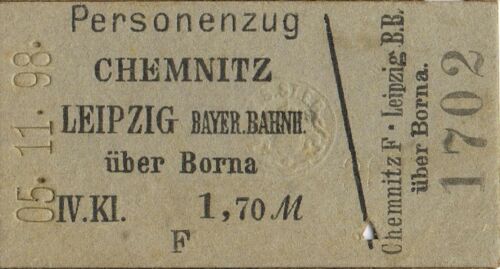 05.11.98.
Personenzug
CHEMNITZ
LEIPZIG BAYER.BAHNH.
über Borna
IV.Kl. 1,70 M
F
Chemnitz F · Leipzig B.B.
über Borna.
1702